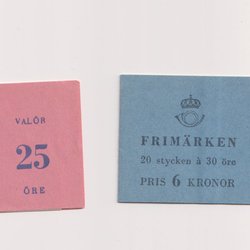 VALÖR
25
ÖRE
FRIMÄRKEN
20 stycken à 30 öre
PRIS 6 KRONOR